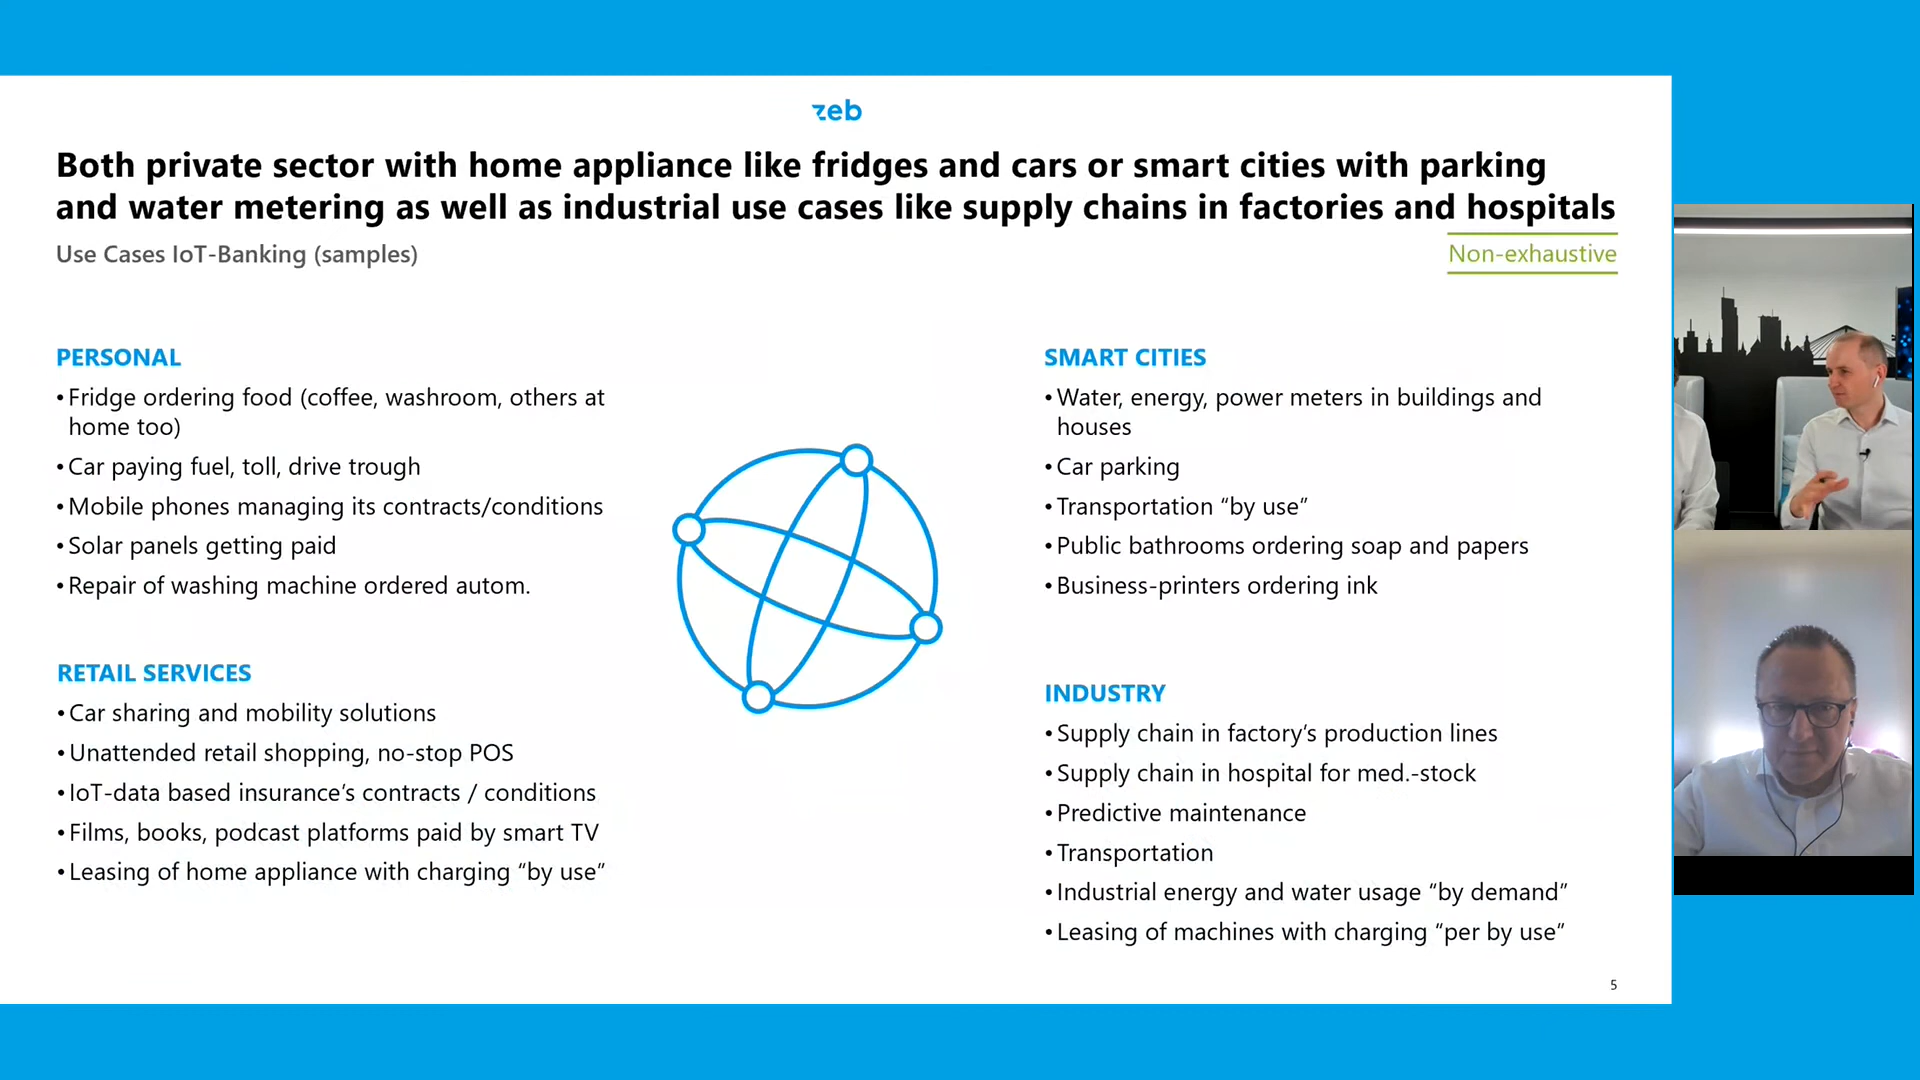 zeb
Both private sector with home appliance like fridges and cars or smart cities with parking
and water metering as well as industrial use cases like supply chains in factories and hospitals
Use Cases IoT-Banking (samples)
Non-exhaustive
PERSONAL
• Fridge ordering food (coffee, washroom, others at
home too)
• Car paying fuel, toll, drive trough
• Mobile phones managing its contracts/conditions
• Solar panels getting paid
• Repair of washing machine ordered autom.
RETAIL SERVICES
• Car sharing and mobility solutions
• Unattended retail shopping, no-stop POS
• IoT-data based insurance’s contracts / conditions
• Films, books, podcast platforms paid by smart TV
• Leasing of home appliance with charging “by use”
SMART CITIES
• Water, energy, power meters in buildings and
houses
• Car parking
• Transportation “by use”
• Public bathrooms ordering soap and papers
• Business-printers ordering ink
INDUSTRY
• Supply chain in factory’s production lines
• Supply chain in hospital for med.-stock
• Predictive maintenance
• Transportation
• Industrial energy and water usage “by demand”
• Leasing of machines with charging “per by use”
5